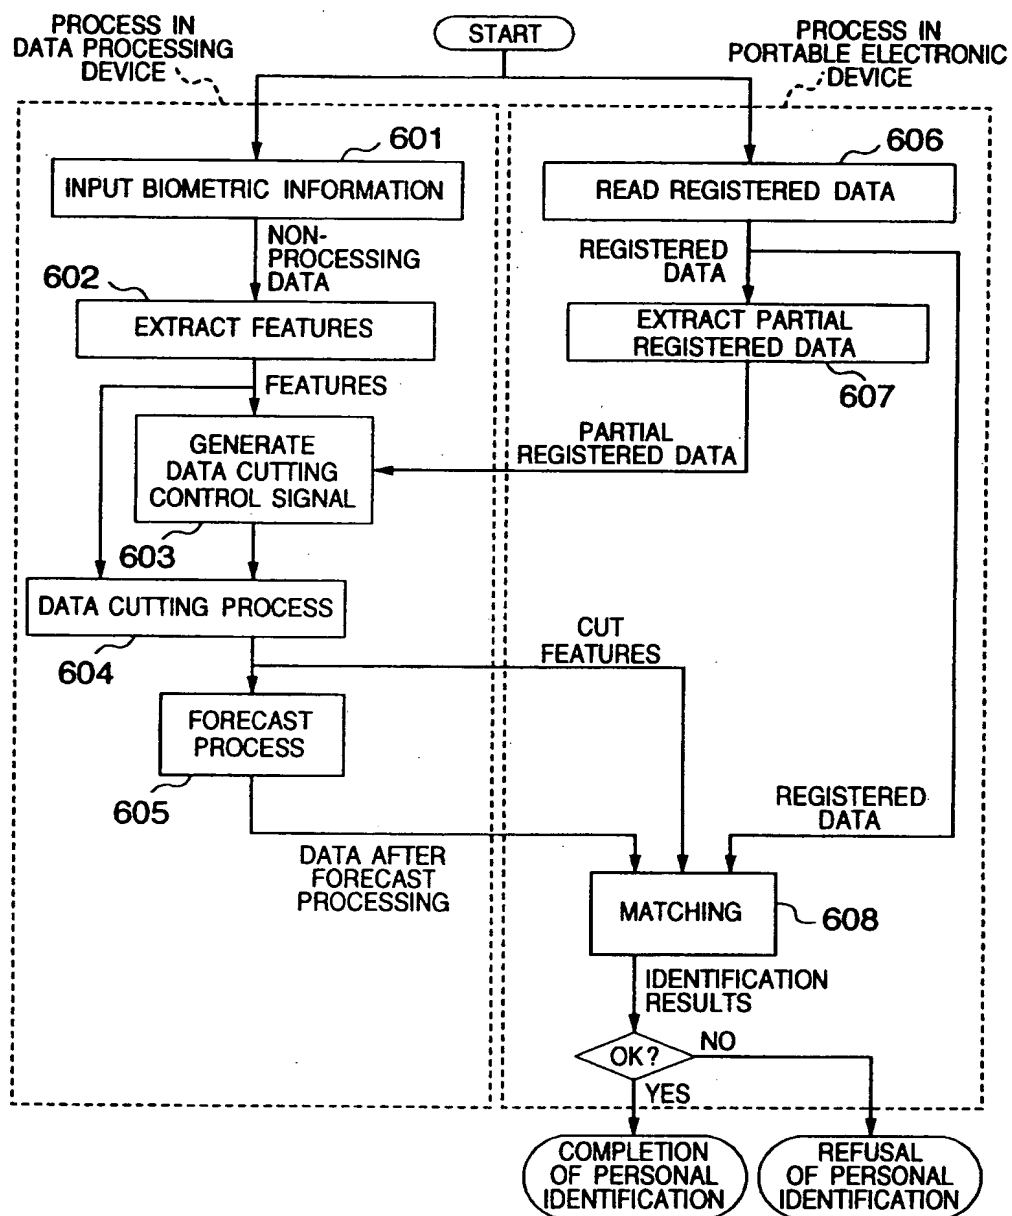 PROCESS IN
DATA PROCESSING
DEVICE
START
PROCESS IN
PORTABLE ELECTRONIC
DEVICE
601
INPUT BIOMETRIC INFORMATION
606
READ REGISTERED DATA
NON-
PROCESSING
DATA
REGISTERED
DATA
602
EXTRACT FEATURES
EXTRACT PARTIAL
REGISTERED DATA
607
FEATURES
GENERATE
DATA CUTTING
CONTROL SIGNAL
603
PARTIAL
REGISTERED DATA
DATA CUTTING PROCESS
604
CUT
FEATURES
FORECAST
PROCESS
605
REGISTERED
DATA
DATA AFTER
FORECAST
PROCESSING
MATCHING
608
IDENTIFICATION
RESULTS
OK?
NO
YES
COMPLETION
OF PERSONAL
IDENTIFICATION
REFUSAL
OF PERSONAL
IDENTIFICATION